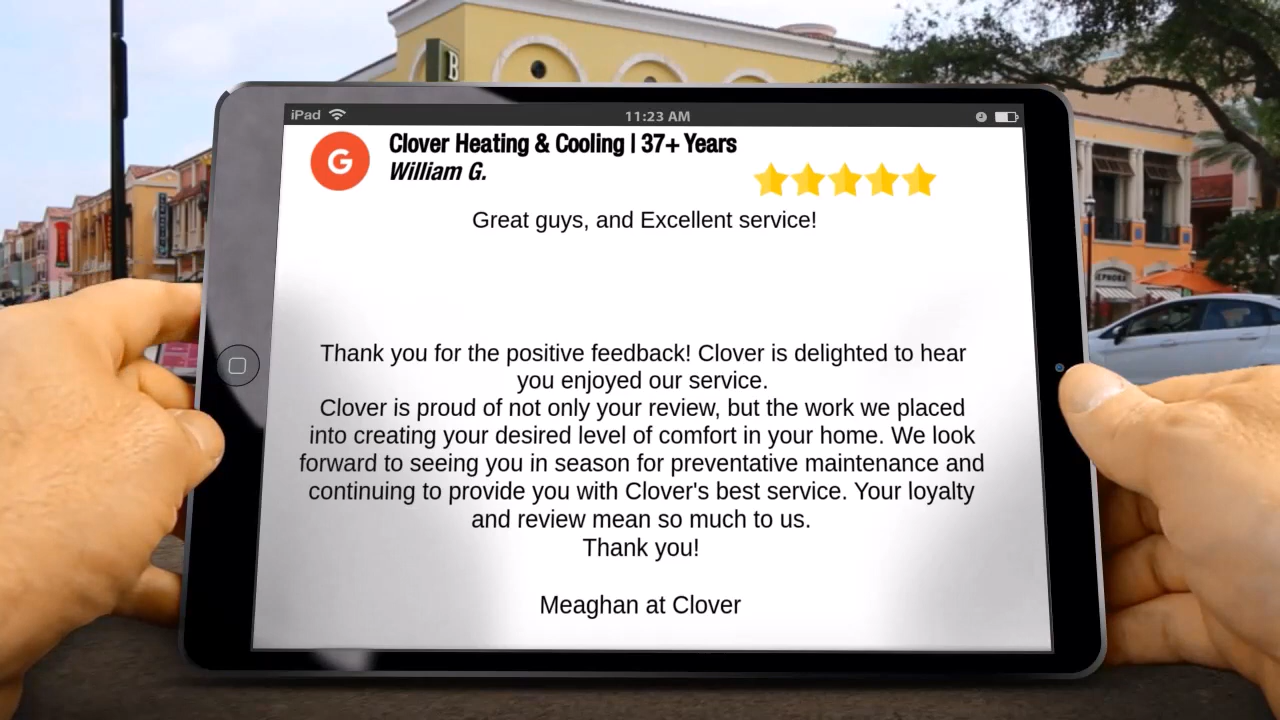 iPad 11:23 AM
G
Clover Heating & Cooling | 37+ Years
William G.
Great guys, and Excellent service!
Thank you for the positive feedback! Clover is delighted to hear
you enjoyed our service.
Clover is proud of not only your review, but the work we placed
into creating your desired level of comfort in your home. We look
forward to seeing you in season for preventative maintenance and
continuing to provide you with Clover's best service. Your loyalty
and review mean so much to us.
Thank you!
Meaghan at Clover
B
SEPHORA